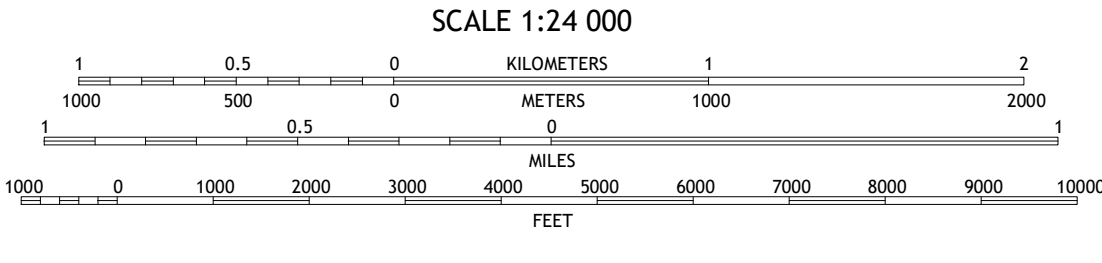 SCALE 1:24 000
1 0.5 0 KILOMETERS 1 2
1000 500 0 METERS 1000 2000
1 0.5 0 1
MILES
1000 0 1000 2000 3000 4000 5000 6000 7000 8000 9000 10000
FEET